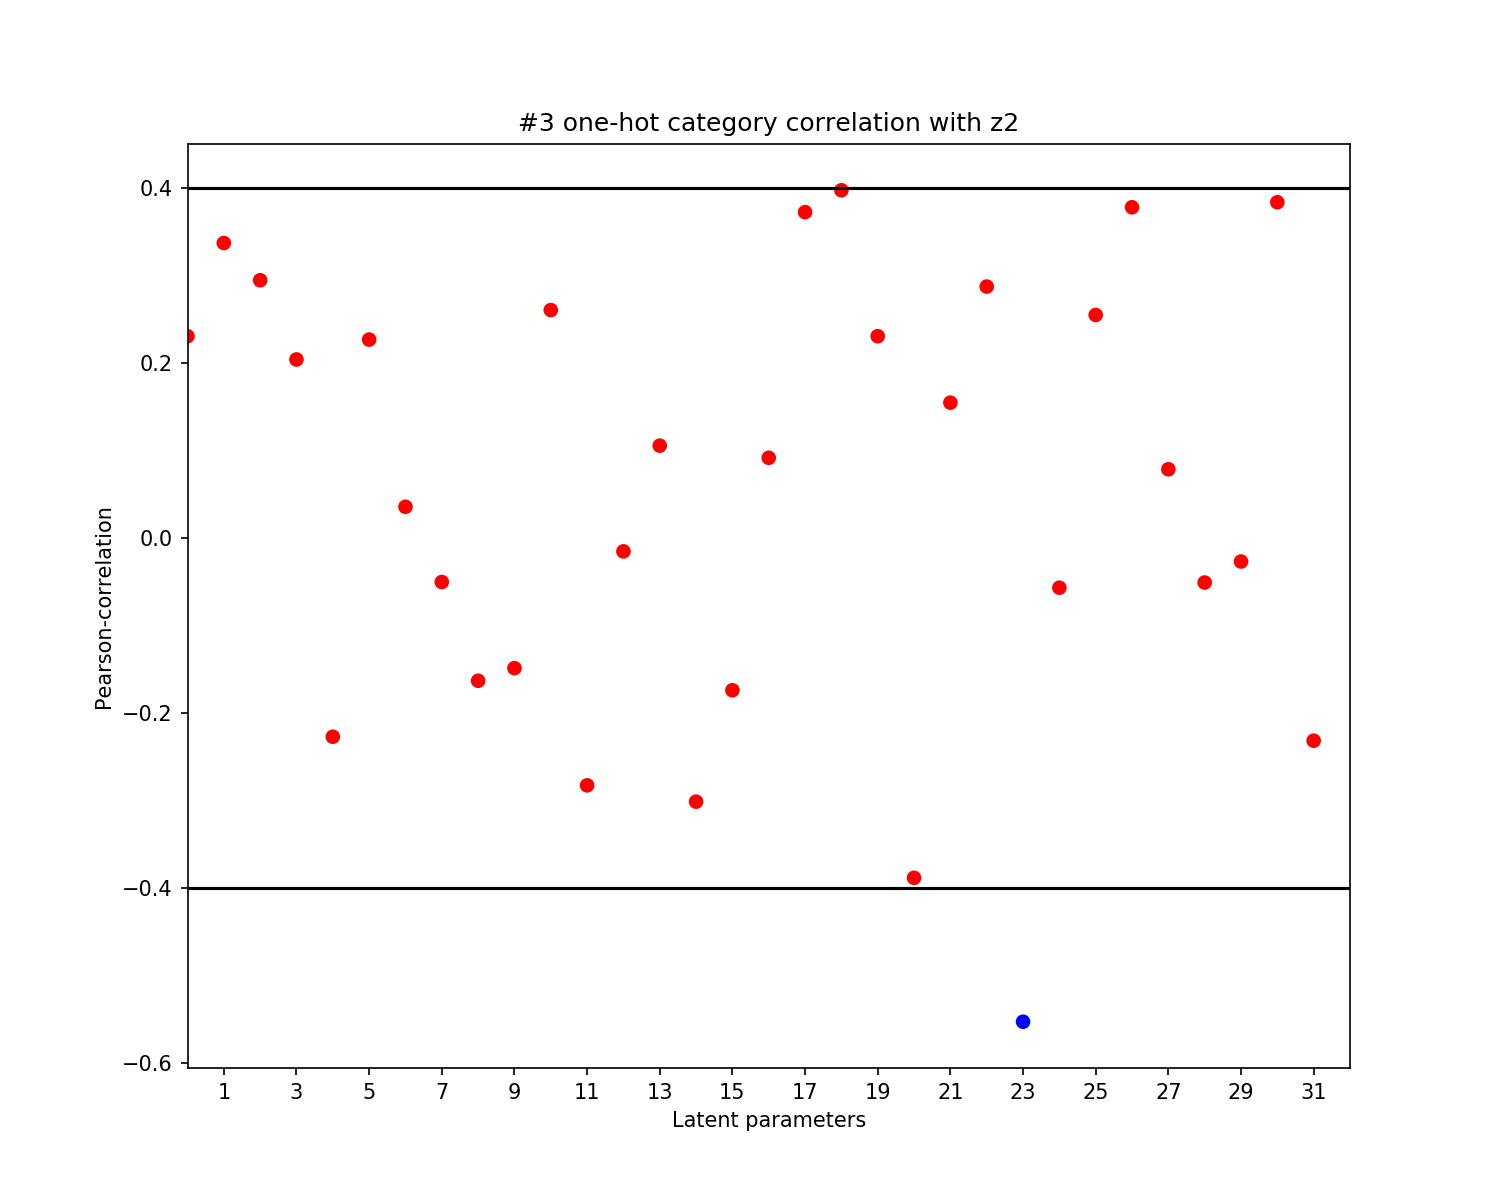 #3 one-hot category correlation with z2
0.4
0.2
0.0
−0.2
−0.4
−0.6
Pearson-correlation
1 3 5 7 9 11 13 15 17 19 21 23 25 27 29 31
Latent parameters